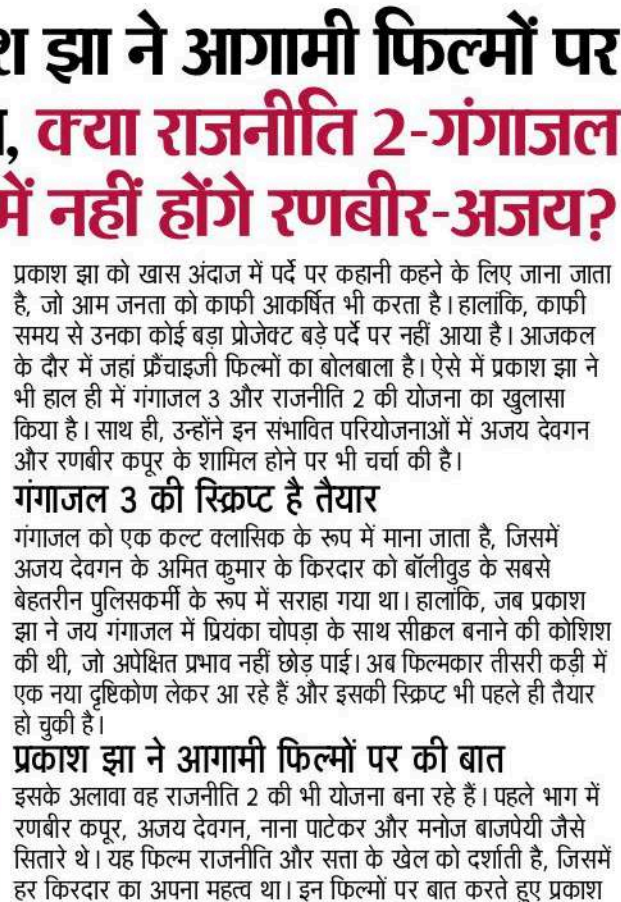 झा ने आगामी फिल्मों पर
क्या राजनीति 2-गंगाजल
में नहीं होंगे रणबीर-अजय?
प्रकाश झा को खास अंदाज में पर्दे पर कहानी कहने के लिए जाना जाता
है, जो आम जनता को काफी आकर्षित भी करता है। हालांकि, काफी
समय से उनका कोई बड़ा प्रोजेक्ट बड़े पर्दे पर नहीं आया है। आजकल
के दौर में जहां फ्रैंचाइजी फिल्मों का बोलबाला है। ऐसे में प्रकाश झा ने
भी हाल ही में गंगाजल 3 और राजनीति 2 की योजना का खुलासा
किया है। साथ ही, उन्होंने इन संभावित परियोजनाओं में अजय देवगन
और रणबीर कपूर के शामिल होने पर भी चर्चा की है।
गंगाजल 3 की स्क्रिप्ट है तैयार
गंगाजल को एक कल्ट क्लासिक के रूप में माना जाता है, जिसमें
अजय देवगन के अमित कुमार के किरदार को बॉलीवुड के सबसे
बेहतरीन पुलिसकर्मी के रूप में सराहा गया था। हालांकि, जब प्रकाश
झा ने जय गंगाजल में प्रियंका चोपड़ा के साथ सीक्वल बनाने की कोशिश
की थी, जो अपेक्षित प्रभाव नहीं छोड़ पाई। अब फिल्मकार तीसरी कड़ी में
एक नया दृष्टिकोण लेकर आ रहे हैं और इसकी स्क्रिप्ट भी पहले ही तैयार
हो चुकी है।
प्रकाश झा ने आगामी फिल्मों पर की बात
इसके अलावा वह राजनीति 2 की भी योजना बना रहे हैं। पहले भाग में
रणबीर कपूर, अजय देवगन, नाना पाटेकर और मनोज बाजपेयी जैसे
सितारे थे। यह फिल्म राजनीति और सत्ता के खेल को दर्शाती है, जिसमें
हर किरदार का अपना महत्व था। इन फिल्मों पर बात करते हुए प्रकाश